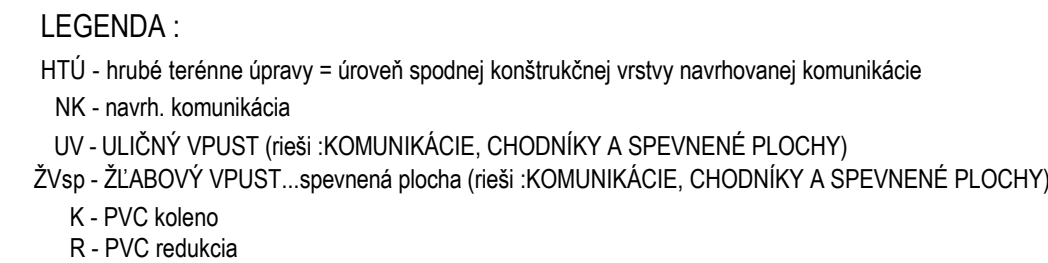 LEGENDA :
HTÚ - hrubé terénne úpravy = úroveň spodnej konštrukčnej vrstvy navrhovanej komunikácie
NK - navrh. komunikácia
UV - ULIČNÝ VPUST (rieši :KOMUNIKÁCIE, CHODNÍKY A SPEVNENÉ PLOCHY)
ŽVsp - ŽĽABOVÝ VPUST...spevnená plocha (rieši :KOMUNIKÁCIE, CHODNÍKY A SPEVNENÉ PLOCHY)
K - PVC koleno
R - PVC redukcia